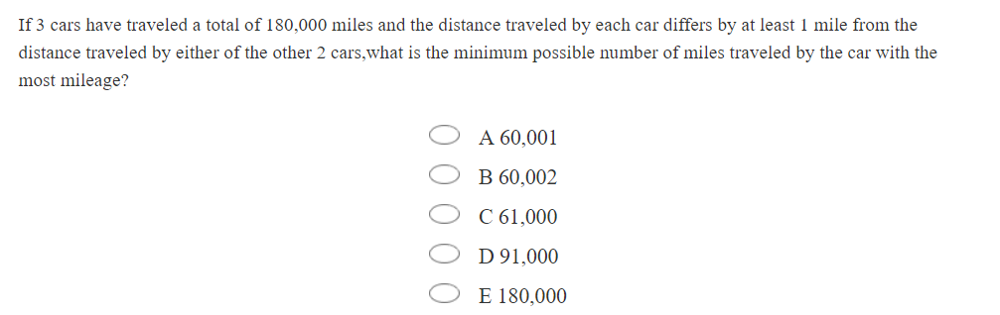 If 3 cars have traveled a total of 180,000 miles and the distance traveled by each car differs by at least 1 mile from the
distance traveled by either of the other 2 cars,what is the minimum possible number of miles traveled by the car with the
most mileage?
A 60,001
B 60,002
C 61,000
D 91,000
E 180,000